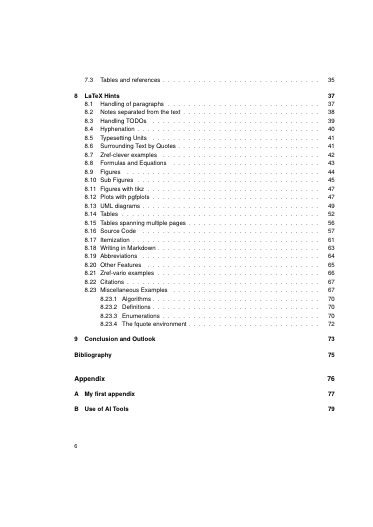 7.3 Tables and references . . . . . . . . . . . . . . . . . . . . . . . . . . . 35
8 LaTeX Hints 37
8.1 Handling of paragraphs . . . . . . . . . . . . . . . . . . . . . . . . . . . 37
8.2 Notes separated from the text . . . . . . . . . . . . . . . . . . . . . . . . 38
8.3 Handling TODOs . . . . . . . . . . . . . . . . . . . . . . . . . . . 39
8.4 Hyphenation . . . . . . . . . . . . . . . . . . . . . . . . . . . 40
8.5 Typesetting Units . . . . . . . . . . . . . . . . . . . . . . . . . . . 41
8.6 Surrounding Text by Quotes . . . . . . . . . . . . . . . . . . . . . . . . 41
8.7 Zref-clever examples . . . . . . . . . . . . . . . . . . . . . . . . . . . 42
8.8 Formulas and Equations . . . . . . . . . . . . . . . . . . . . . . . . . . 43
8.9 Figures . . . . . . . . . . . . . . . . . . . . . . . . . . . 44
8.10 Sub Figures . . . . . . . . . . . . . . . . . . . . . . . . . . . 45
8.11 Figures with tikz . . . . . . . . . . . . . . . . . . . . . . . . . . . 47
8.12 Plots with pgfplots . . . . . . . . . . . . . . . . . . . . . . . . . . . 47
8.13 UML diagrams . . . . . . . . . . . . . . . . . . . . . . . . . . . 49
8.14 Tables . . . . . . . . . . . . . . . . . . . . . . . . . . . 52
8.15 Tables spanning multiple pages . . . . . . . . . . . . . . . . . . . . . . . 56
8.16 Source Code . . . . . . . . . . . . . . . . . . . . . . . . . . . 57
8.17 Itemization . . . . . . . . . . . . . . . . . . . . . . . . . . . 61
8.18 Writing in Markdown . . . . . . . . . . . . . . . . . . . . . . . . . . . 63
8.19 Abbreviations . . . . . . . . . . . . . . . . . . . . . . . . . . . 64
8.20 Other Features . . . . . . . . . . . . . . . . . . . . . . . . . . . 65
8.21 Zref-vario examples . . . . . . . . . . . . . . . . . . . . . . . . . . . 66
8.22 Citations . . . . . . . . . . . . . . . . . . . . . . . . . . . 67
8.23 Miscellaneous Examples . . . . . . . . . . . . . . . . . . . . . . . . . . 67
8.23.1 Algorithms . . . . . . . . . . . . . . . . . . . . . . . . . . . 70
8.23.2 Definitions . . . . . . . . . . . . . . . . . . . . . . . . . . . 70
8.23.3 Enumerations . . . . . . . . . . . . . . . . . . . . . . . . . . . 70
8.23.4 The fquote environment . . . . . . . . . . . . . . . . . . . . . . . 72
9 Conclusion and Outlook 73
Bibliography 75
Appendix 76
A My first appendix 77
B Use of AI Tools 79
6